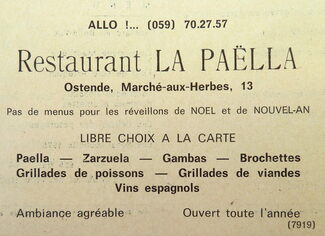 ALLO !... (059) 70.27.57
Restaurant LA PAËLLA
Ostende, Marché-aux-Herbes, 13
Pas de menus pour les réveillons de NOEL et de NOUVEL-AN
LIBRE CHOIX A LA CARTE
Paella — Zarzuela — Gambas — Brochettes
Grillades de poissons — Grillades de viandes
Vins espagnols
Ambiance agréable Ouvert toute l'année
(7919)